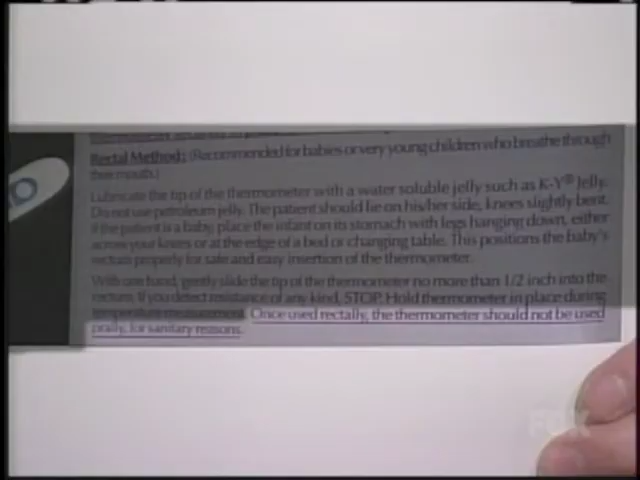 Rectal Method: (Recommended for babies or very young children who breathe through
their mouths.)
Lubricate the tip of the thermometer with a water soluble jelly such as K-Y® Jelly.
Do not use petroleum jelly. The patient should lie on his/her side, knees slightly bent.
If the patient is a baby, place the infant on its stomach with legs hanging down, either
across your knees or at the edge of a bed or changing table. This positions the baby's
rectum properly for safe and easy insertion of the thermometer.
With one hand, gently slide the tip of the thermometer no more than 1/2 inch into the
rectum. If you detect resistance of any kind, STOP. Hold thermometer in place during
temperature measurement. Once used rectally, the thermometer should not be used
orally, for sanitary reasons.
FOX